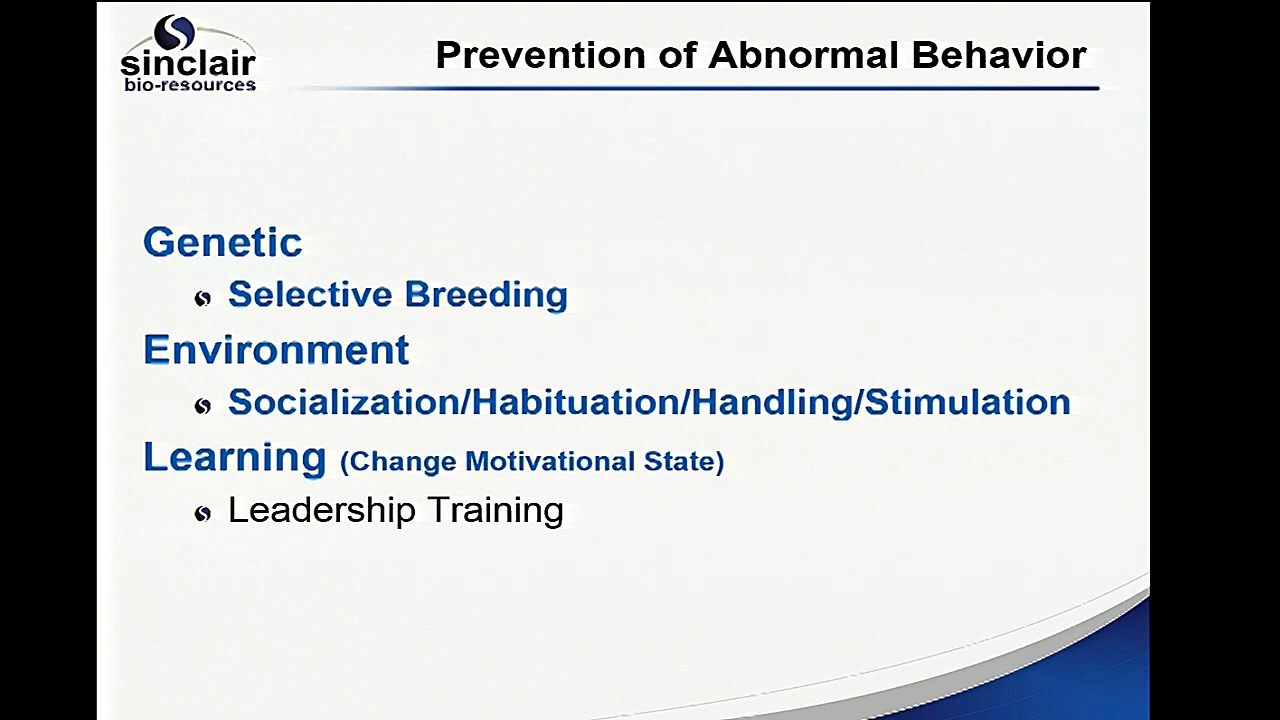 sinclair
bio-resources
Prevention of Abnormal Behavior
Genetic
Selective Breeding
Environment
Socialization/Habituation/Handling/Stimulation
Learning (Change Motivational State)
Leadership Training